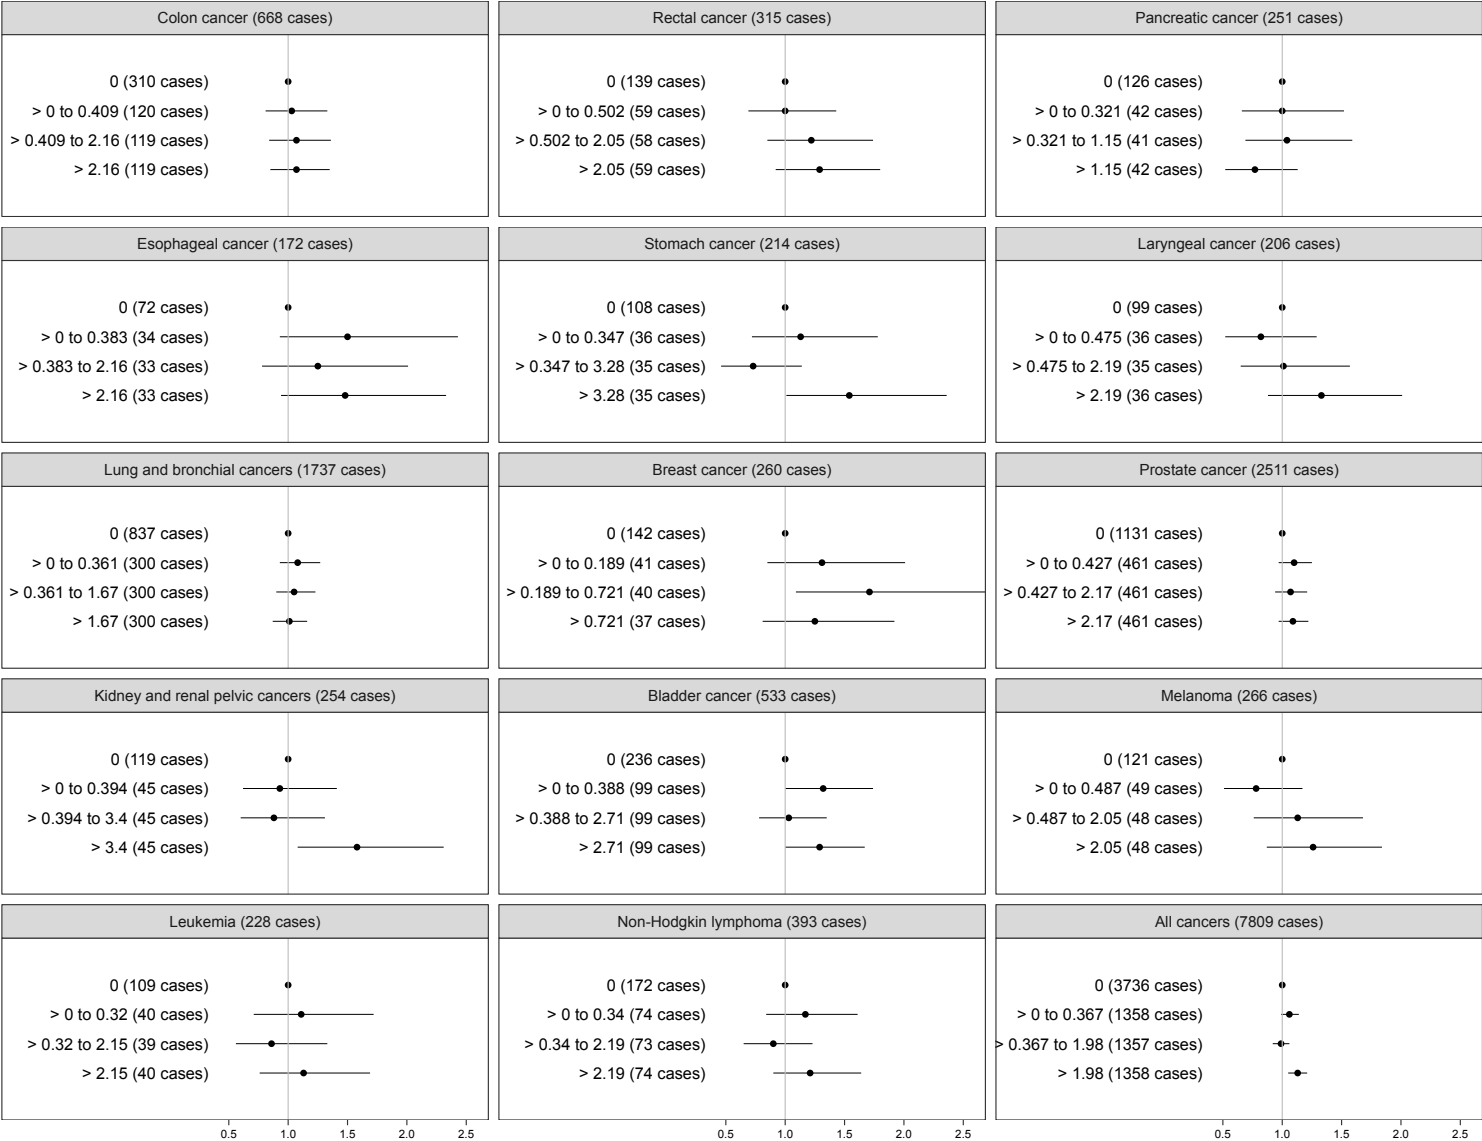 Colon cancer (668 cases)
0 (310 cases)
> 0 to 0.409 (120 cases)
> 0.409 to 2.16 (119 cases)
> 2.16 (119 cases)
Rectal cancer (315 cases)
0 (139 cases)
> 0 to 0.502 (59 cases)
> 0.502 to 2.05 (58 cases)
> 2.05 (59 cases)
Pancreatic cancer (251 cases)
0 (126 cases)
> 0 to 0.321 (42 cases)
> 0.321 to 1.15 (41 cases)
> 1.15 (42 cases)
Esophageal cancer (172 cases)
0 (72 cases)
> 0 to 0.383 (34 cases)
> 0.383 to 2.16 (33 cases)
> 2.16 (33 cases)
Stomach cancer (214 cases)
0 (108 cases)
> 0 to 0.347 (36 cases)
> 0.347 to 3.28 (35 cases)
> 3.28 (35 cases)
Laryngeal cancer (206 cases)
0 (99 cases)
> 0 to 0.475 (36 cases)
> 0.475 to 2.19 (35 cases)
> 2.19 (36 cases)
Lung and bronchial cancers (1737 cases)
0 (837 cases)
> 0 to 0.361 (300 cases)
> 0.361 to 1.67 (300 cases)
> 1.67 (300 cases)
Breast cancer (260 cases)
0 (142 cases)
> 0 to 0.189 (41 cases)
> 0.189 to 0.721 (40 cases)
> 0.721 (37 cases)
Prostate cancer (2511 cases)
0 (1131 cases)
> 0 to 0.427 (461 cases)
> 0.427 to 2.17 (461 cases)
> 2.17 (461 cases)
Kidney and renal pelvic cancers (254 cases)
0 (119 cases)
> 0 to 0.394 (45 cases)
> 0.394 to 3.4 (45 cases)
> 3.4 (45 cases)
Bladder cancer (533 cases)
0 (236 cases)
> 0 to 0.388 (99 cases)
> 0.388 to 2.71 (99 cases)
> 2.71 (99 cases)
Melanoma (266 cases)
0 (121 cases)
> 0 to 0.487 (49 cases)
> 0.487 to 2.05 (48 cases)
> 2.05 (48 cases)
Leukemia (228 cases)
0 (109 cases)
> 0 to 0.32 (40 cases)
> 0.32 to 2.15 (39 cases)
> 2.15 (40 cases)
0.5 1.0 1.5 2.0 2.5
Non-Hodgkin lymphoma (393 cases)
0 (172 cases)
> 0 to 0.34 (74 cases)
> 0.34 to 2.19 (73 cases)
> 2.19 (74 cases)
0.5 1.0 1.5 2.0 2.5
All cancers (7809 cases)
0 (3736 cases)
> 0 to 0.367 (1358 cases)
> 0.367 to 1.98 (1357 cases)
> 1.98 (1358 cases)
0.5 1.0 1.5 2.0 2.5